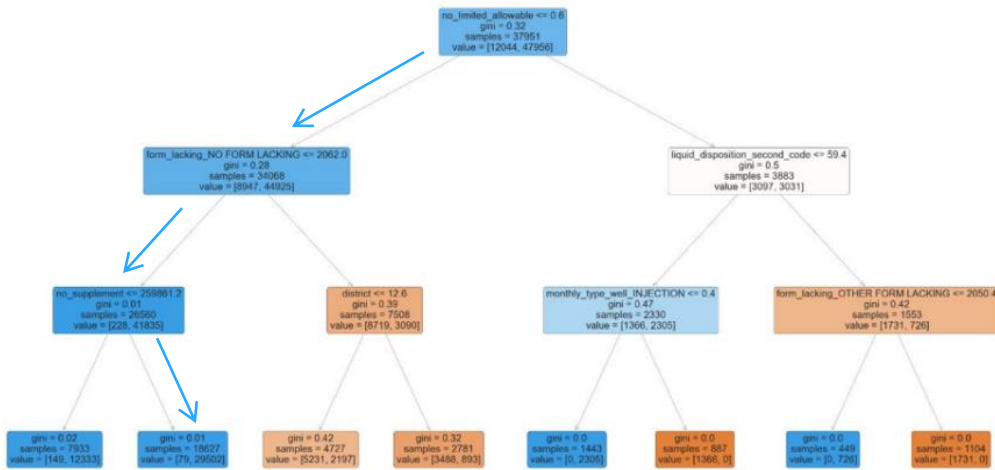 no_limited_allowable <= 0.6
gini = 0.32
samples = 37951
value = [12044, 47956]
form_lacking_NO FORM LACKING <= 2062.0
gini = 0.28
samples = 34068
value = [8947, 44925]
liquid_disposition_second_code <= 59.4
gini = 0.5
samples = 3883
value = [3097, 3031]
no_supplement <= 259861.2
gini = 0.01
samples = 26560
value = [228, 41835]
district <= 12.6
gini = 0.39
samples = 7508
value = [8719, 3090]
monthly_type_well_INJECTION <= 0.4
gini = 0.47
samples = 2330
value = [1366, 2305]
form_lacking_OTHER FORM LACKING <= 2050.4
gini = 0.42
samples = 1553
value = [1731, 726]
gini = 0.02
samples = 7933
value = [149, 12333]
gini = 0.01
samples = 18627
value = [79, 29502]
gini = 0.42
samples = 4727
value = [5231, 2197]
gini = 0.32
samples = 2781
value = [3488, 893]
gini = 0.0
samples = 1443
value = [0, 2305]
gini = 0.0
samples = 887
value = [1366, 0]
gini = 0.0
samples = 449
value = [0, 726]
gini = 0.0
samples = 1104
value = [1731, 0]